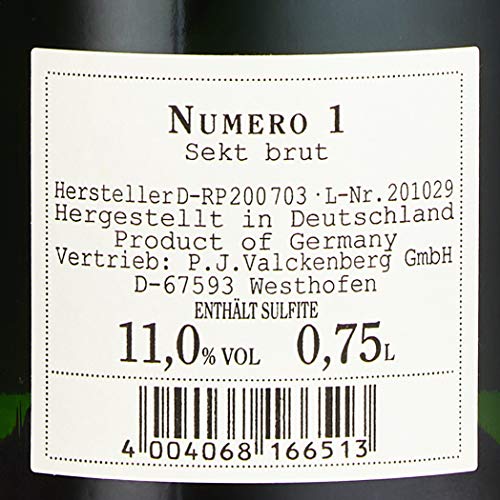 NUMERO 1
Sekt brut
Hersteller D-RP200703 · L-Nr. 201029
Hergestellt in Deutschland
Product of Germany
Vertrieb: P.J.Valckenberg GmbH
D-67593 Westhofen
ENTHÄLT SULFITE
11,0% VOL 0,75L
4 004068 166513